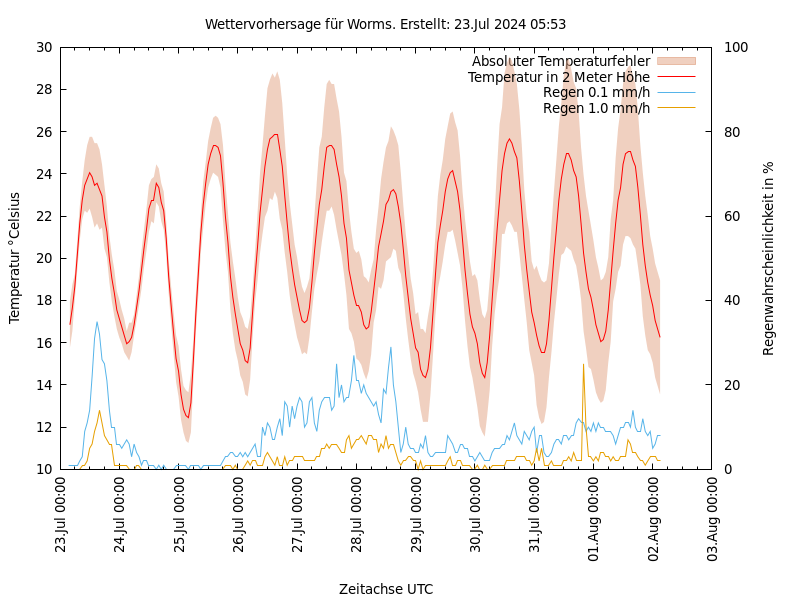 Wettervorhersage für Worms. Erstellt: 23.Jul 2024 05:53
Absoluter Temperaturfehler
Temperatur in 2 Meter Höhe
Regen 0.1 mm/h
Regen 1.0 mm/h
Temperatur °Celsius
30
28
26
24
22
20
18
16
14
12
10
100
80
60
40
20
0
Regenwahrscheinlichkeit in %
23.Jul 00:00
24.Jul 00:00
25.Jul 00:00
26.Jul 00:00
27.Jul 00:00
28.Jul 00:00
29.Jul 00:00
30.Jul 00:00
31.Jul 00:00
01.Aug 00:00
02.Aug 00:00
03.Aug 00:00
Zeitachse UTC